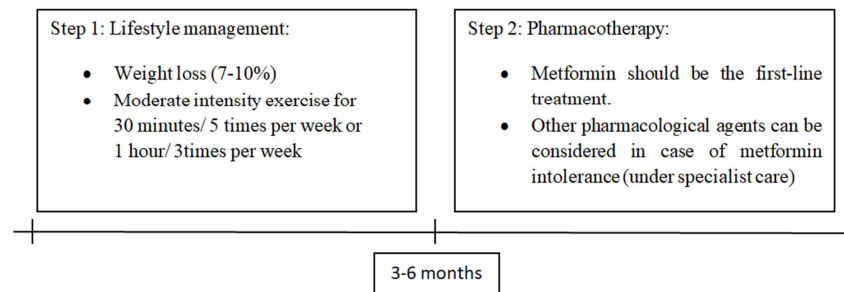 Step 1: Lifestyle management:
• Weight loss (7-10%)
• Moderate intensity exercise for
30 minutes/ 5 times per week or
1 hour/ 3times per week
Step 2: Pharmacotherapy:
• Metformin should be the first-line
treatment.
• Other pharmacological agents can be
considered in case of metformin
intolerance (under specialist care)
3-6 months